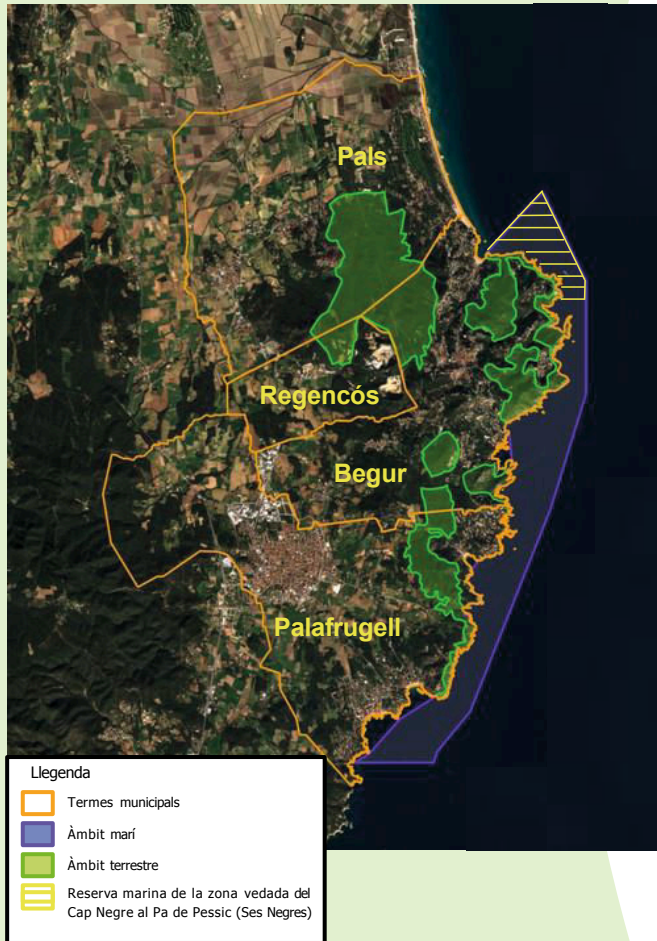 Pals
Regencós
Begur
Palafrugell
Llegenda
Termes municipals
Àmbit marí
Àmbit terrestre
Reserva marina de la zona vedada del
Cap Negre al Pa de Pessic (Ses Negres)